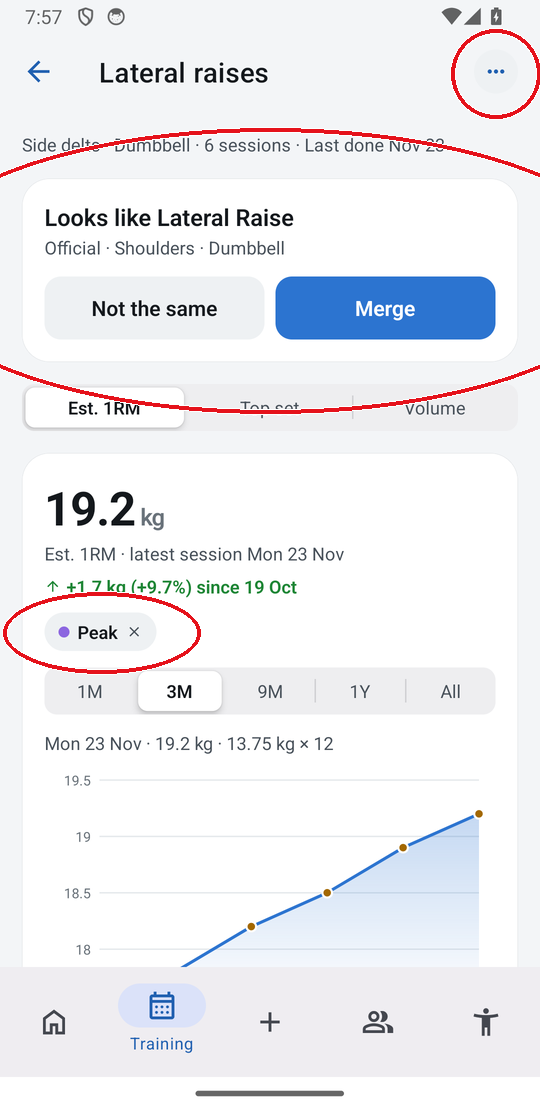 7:57
Lateral raises
Side delts · Dumbbell · 6 sessions · Last done Nov 23
Looks like Lateral Raise
Official · Shoulders · Dumbbell
Not the same
Merge
Est. 1RM
Top set
Volume
19.2 kg
Est. 1RM · latest session Mon 23 Nov
↑ +1.7 kg (+9.7%) since 19 Oct
Peak ×
1M
3M
9M
1Y
All
Mon 23 Nov · 19.2 kg · 13.75 kg × 12
19.5
19
18.5
18
Training